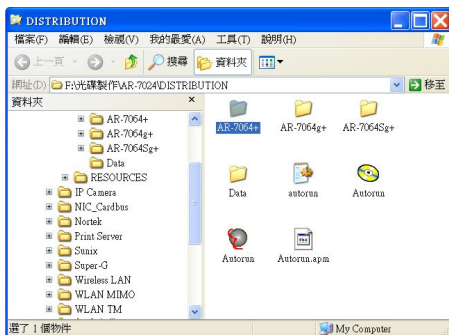 DISTRIBUTION
檔案(F) 編輯(E) 檢視(V) 我的最愛(A) 工具(T) 說明(H)
上一頁 搜尋 資料夾
網址(D) F:\光碟製作\AR-7024\DISTRIBUTION 移至
資料夾 ×
AR-7064+
AR-7064g+
AR-7064Sg+
Data
RESOURCES
IP Camera
NIC_Cardbus
Nortek
Print Server
Sunix
Super-G
Wireless LAN
WLAN MIMO
WLAN TM
AR-7064+ AR-7064g+ AR-7064Sg+
Data autorun Autorun
Autorun Autorun.apm
選了 1 個物件 My Computer